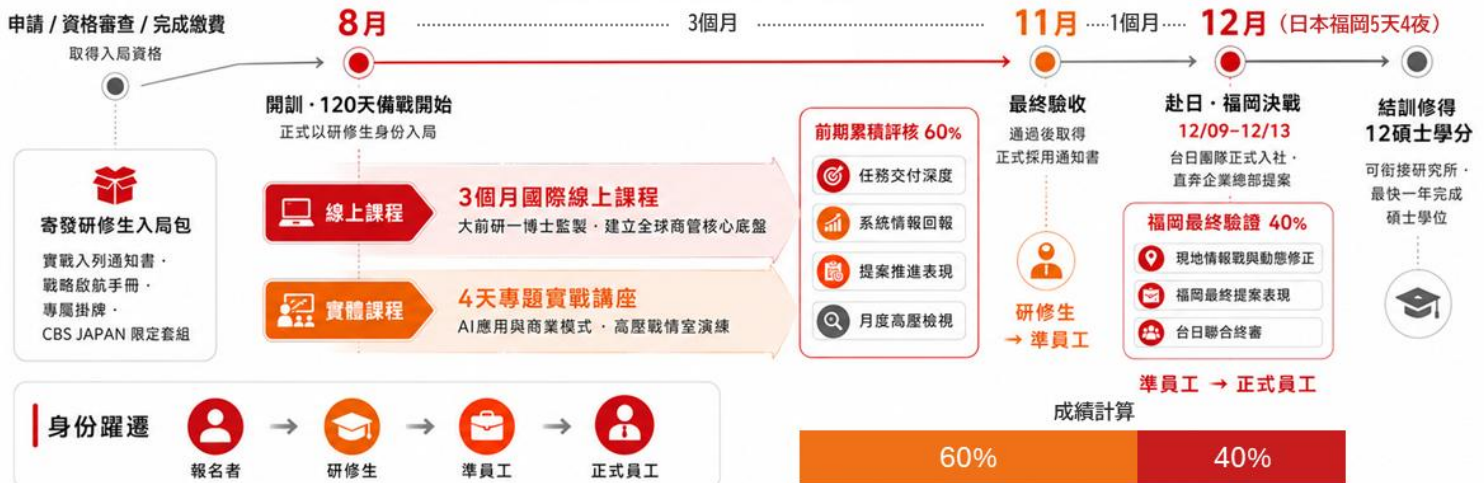 申請 / 資格審查 / 完成繳費
取得入局資格
8月
3個月
11月
1個月
12月（日本福岡5天4夜）
開訓・120天備戰開始
正式以研修生身份入局
最終驗收
通過後取得
正式採用通知書
赴日・福岡決戰
12/09–12/13
台日團隊正式入社・
直奔企業總部提案
結訓修得
12碩士學分
可銜接研究所・
最快一年完成
碩士學位
寄發研修生入局包
實戰入列通知書・
戰略啟航手冊・
專屬掛牌・
CBS JAPAN 限定套組
線上課程
3個月國際線上課程
大前研一博士監製・建立全球商管核心底盤
實體課程
4天專題實戰講座
AI應用與商業模式 ・ 高壓戰情室演練
前期累積評核 60%
任務交付深度
系統情報回報
提案推進表現
月度高壓檢視
研修生
→ 準員工
福岡最終驗證 40%
現地情報戰與動態修正
福岡最終提案表現
台日聯合終審
準員工 → 正式員工
身份躍遷
報名者
研修生
準員工
正式員工
成績計算
60%
40%